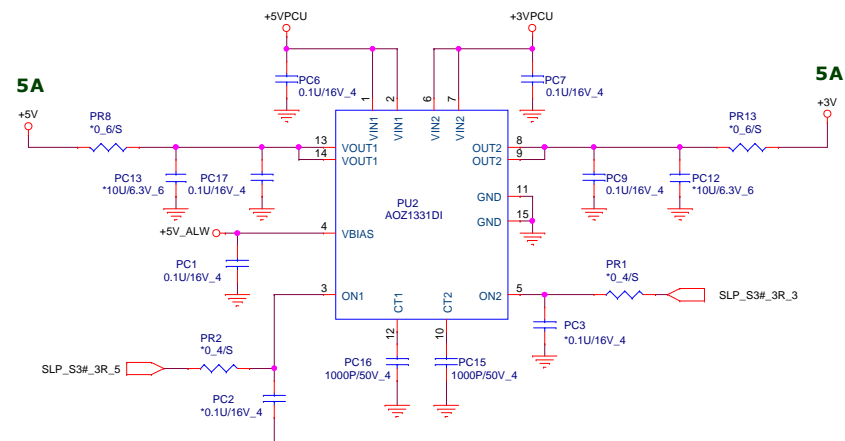 +5VPCU
+3VPCU
5A
5A
PC6
0.1U/16V_4
PC7
0.1U/16V_4
1
2
6
7
+5V
+3V
PR8
*0_6/S
PR13
*0_6/S
VIN1
VIN1
VIN2
VIN2
13
VOUT1
OUT2
8
14
VOUT1
OUT2
9
PC13
*10U/6.3V_6
PC17
0.1U/16V_4
PC9
0.1U/16V_4
PC12
*10U/6.3V_6
GND
11
PU2
AOZ1331DI
GND
15
+5V_ALW
4
VBIAS
PC1
0.1U/16V_4
3
ON1
CT1
CT2
ON2
5
PR1
*0_4/S
SLP_S3#_3R_3
12
10
PC3
*0.1U/16V_4
PR2
*0_4/S
SLP_S3#_3R_5
PC16
1000P/50V_4
PC15
1000P/50V_4
PC2
*0.1U/16V_4